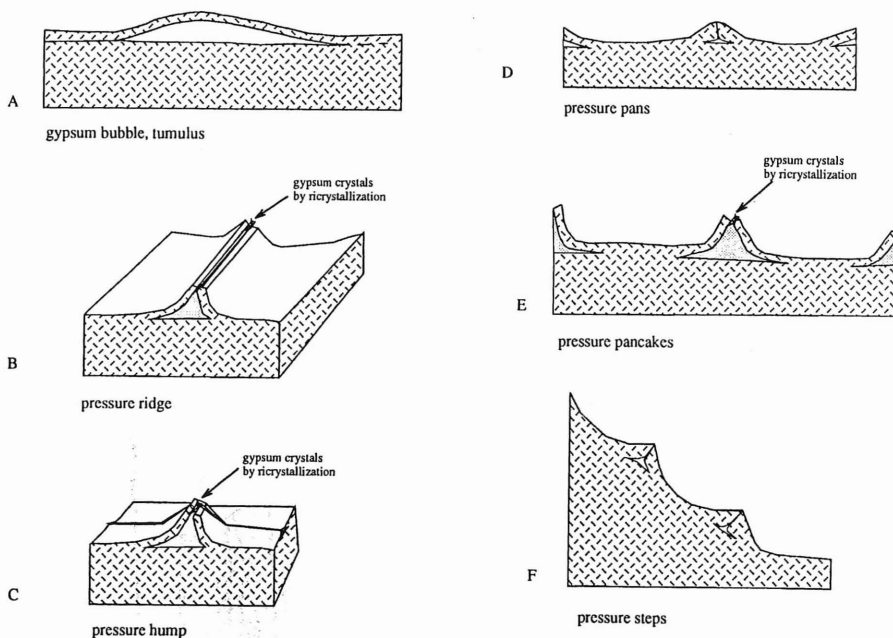 A
gypsum bubble, tumulus
gypsum crystals
by ricrystallization
B
pressure ridge
gypsum crystals
by ricrystallization
C
pressure hump
D
pressure pans
gypsum crystals
by ricrystallization
E
pressure pancakes
F
pressure steps